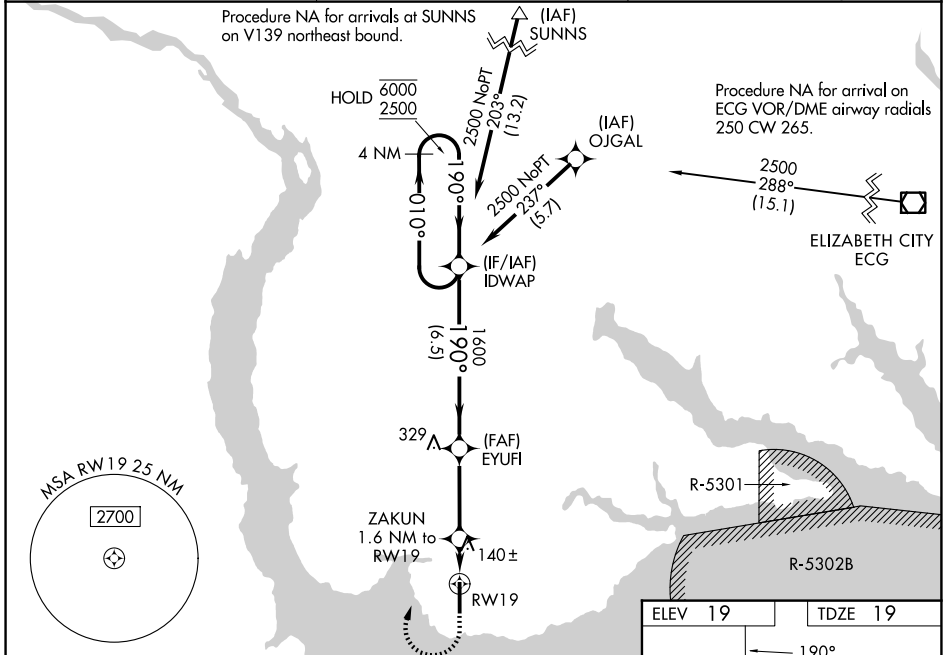 Procedure NA for arrivals at SUNNS
on V139 northeast bound.
(IAF)
SUNNS
HOLD 6000
2500
4 NM
190°
010°
2500 NoPT
203°
(13.2)
(IAF)
OJGAL
2500 NoPT
237°
(5.7)
Procedure NA for arrival on
ECG VOR/DME airway radials
250 CW 265.
2500
288°
(15.1)
ELIZABETH CITY
ECG
(IF/IAF)
IDWAP
1600
190°
(6.5)
329
(FAF)
EYUFI
MSA RW19 25 NM
2700
ZAKUN
1.6 NM to
RW19
140±
RW19
R-5301
R-5302B
ELEV 19
TDZE 19
190°